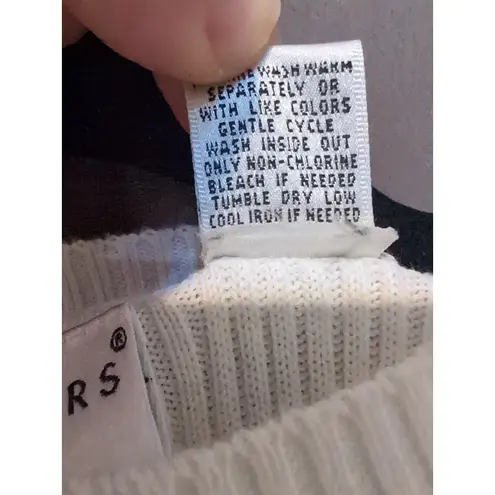 WASH WARM
SEPARATELY OR
WITH LIKE COLORS
GENTLE CYCLE
WASH INSIDE OUT
ONLY NON-CHLORINE
BLEACH IF NEEDED
TUMBLE DRY LOW
COOL IRON IF NEEDED
RS®